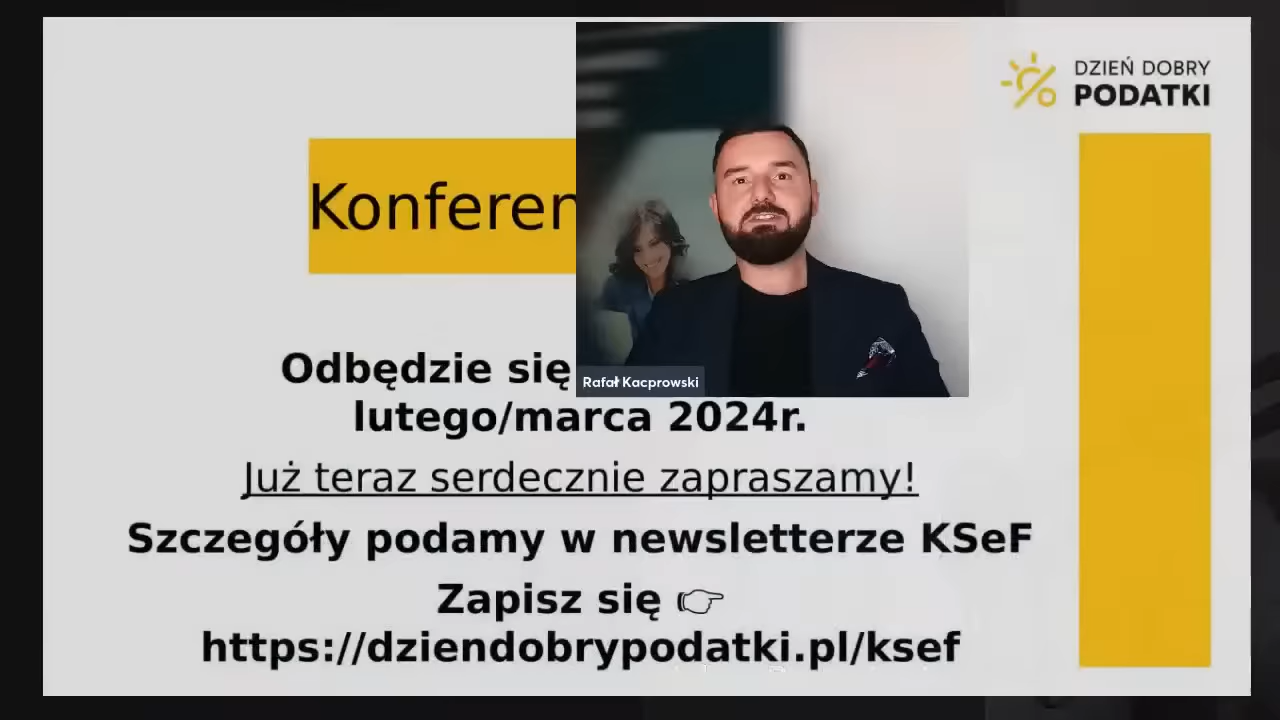 DZIEŃ DOBRY
PODATKI
Konferen
Odbędzie się
Rafał Kacprowski
lutego/marca 2024r.
Już teraz serdecznie zapraszamy!
Szczegóły podamy w newsletterze KSeF
Zapisz się 👉
https://dziendobrypodatki.pl/ksef